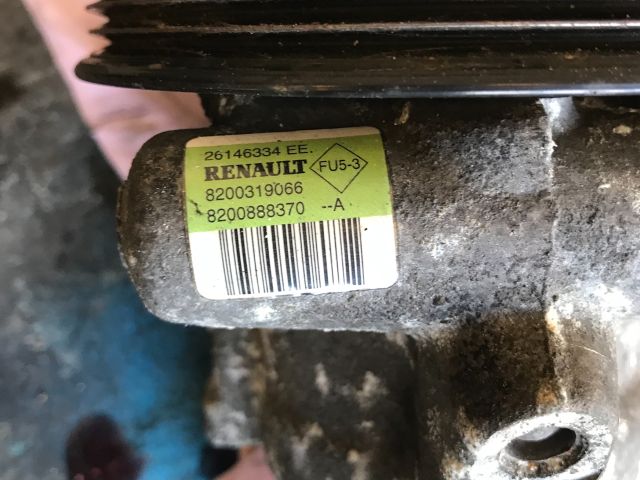 26146334 EE.
RENAULT FU5-3
8200319066
8200888370 --A